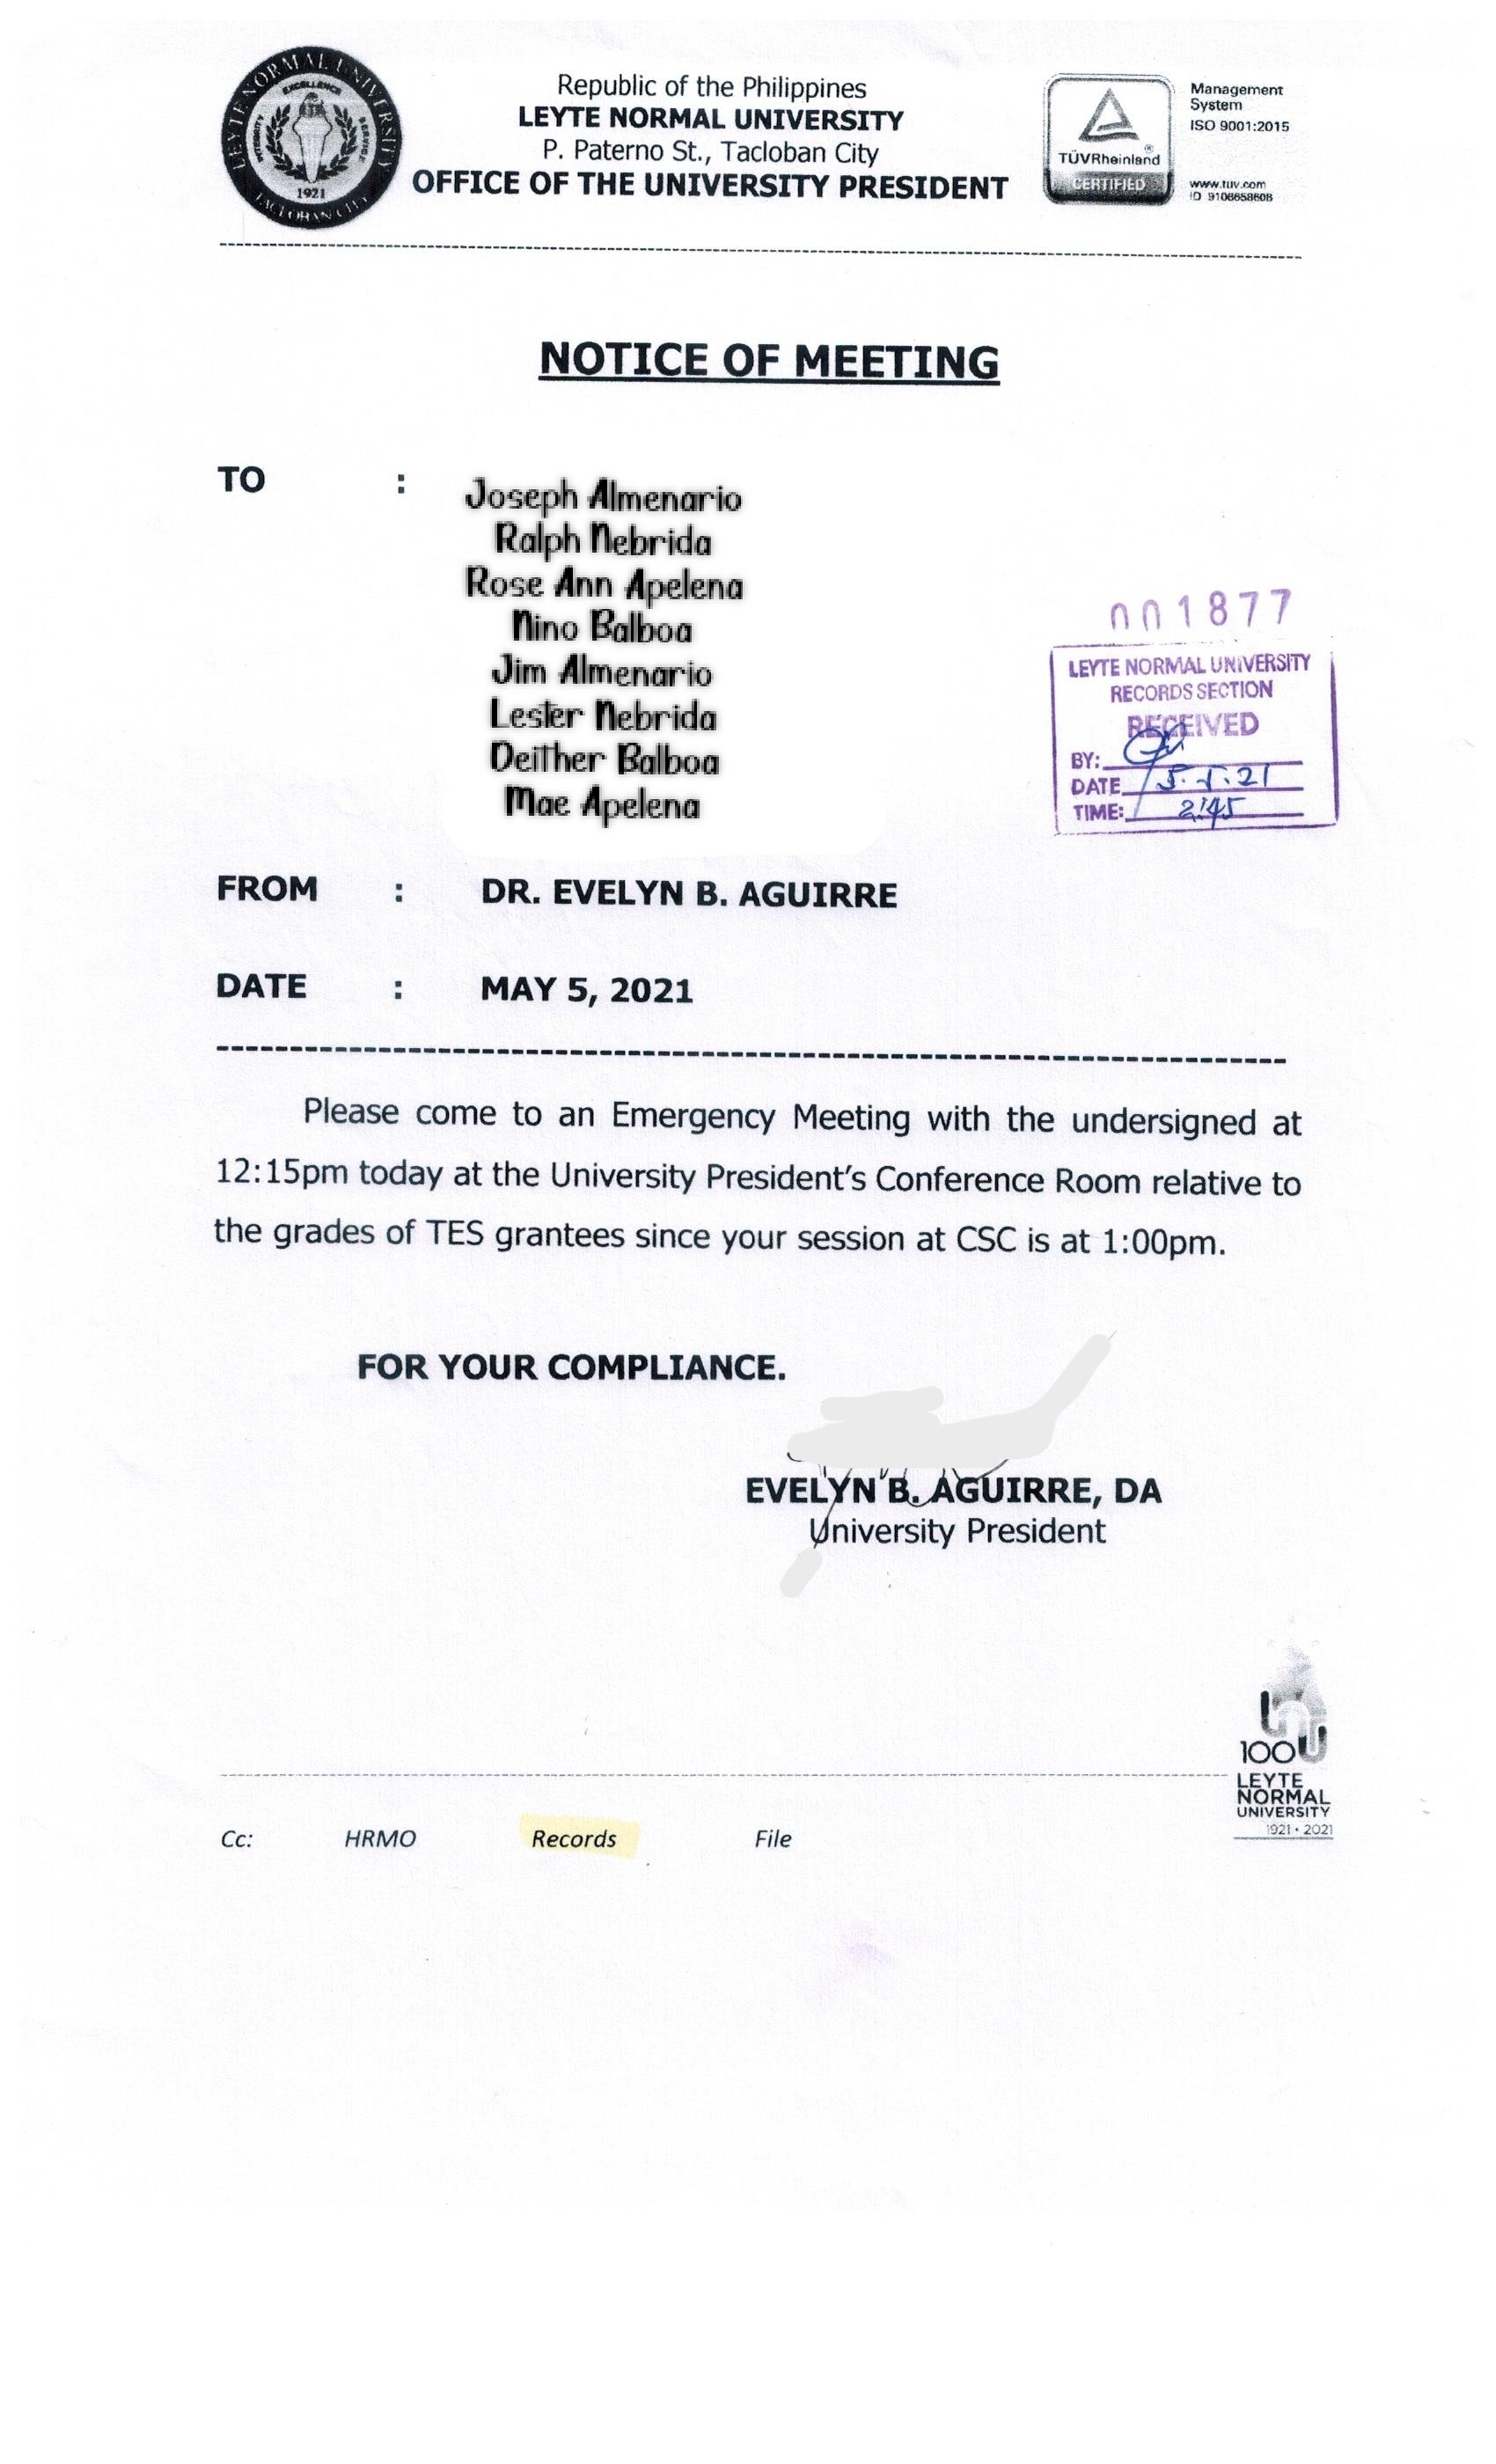 LEYTE NORMAL UNIVERSITY
EXCELLENCE
INTEGRITY
SERVICE
1921
TACLOBAN CITY
Republic of the Philippines
LEYTE NORMAL UNIVERSITY
P. Paterno St., Tacloban City
OFFICE OF THE UNIVERSITY PRESIDENT
TÜVRheinland®
CERTIFIED
Management
System
ISO 9001:2015
www.tuv.com
ID 9108658608
NOTICE OF MEETING
TO :
Joseph Almenario
Ralph Nebrida
Rose Ann Apelena
Nino Balboa
Jim Almenario
Lester Nebrida
Deither Balboa
Mae Apelena
001877
LEYTE NORMAL UNIVERSITY
RECORDS SECTION
RECEIVED
BY:
DATE 5.5.21
TIME: 2:45
FROM : DR. EVELYN B. AGUIRRE
DATE : MAY 5, 2021
Please come to an Emergency Meeting with the undersigned at
12:15pm today at the University President's Conference Room relative to
the grades of TES grantees since your session at CSC is at 1:00pm.
FOR YOUR COMPLIANCE.
EVELYN B. AGUIRRE, DA
University President
100
LEYTE
NORMAL
UNIVERSITY
1921 • 2021
Cc: HRMO Records File